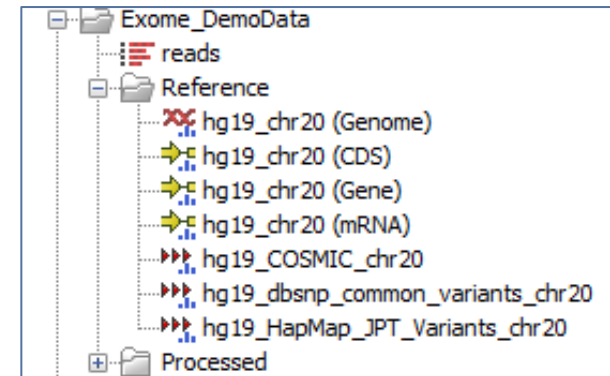 Exome_DemoData
reads
Reference
hg19_chr20 (Genome)
hg19_chr20 (CDS)
hg19_chr20 (Gene)
hg19_chr20 (mRNA)
hg19_COSMIC_chr20
hg19_dbsnp_common_variants_chr20
hg19_HapMap_JPT_Variants_chr20
Processed